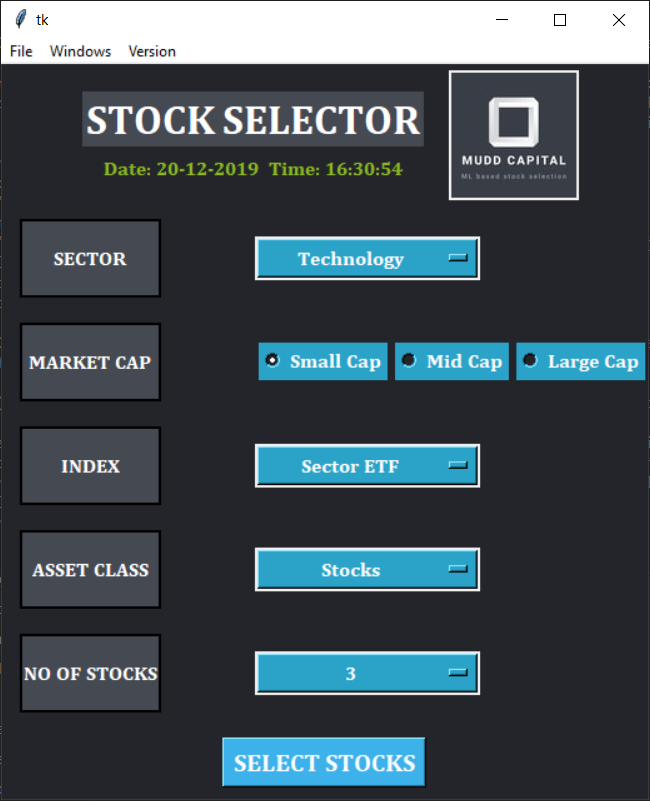 tk
File Windows Version
STOCK SELECTOR
Date: 20-12-2019 Time: 16:30:54
MUDD CAPITAL
ML based stock selection
SECTOR Technology
MARKET CAP Small Cap Mid Cap Large Cap
INDEX Sector ETF
ASSET CLASS Stocks
NO OF STOCKS 3
SELECT STOCKS